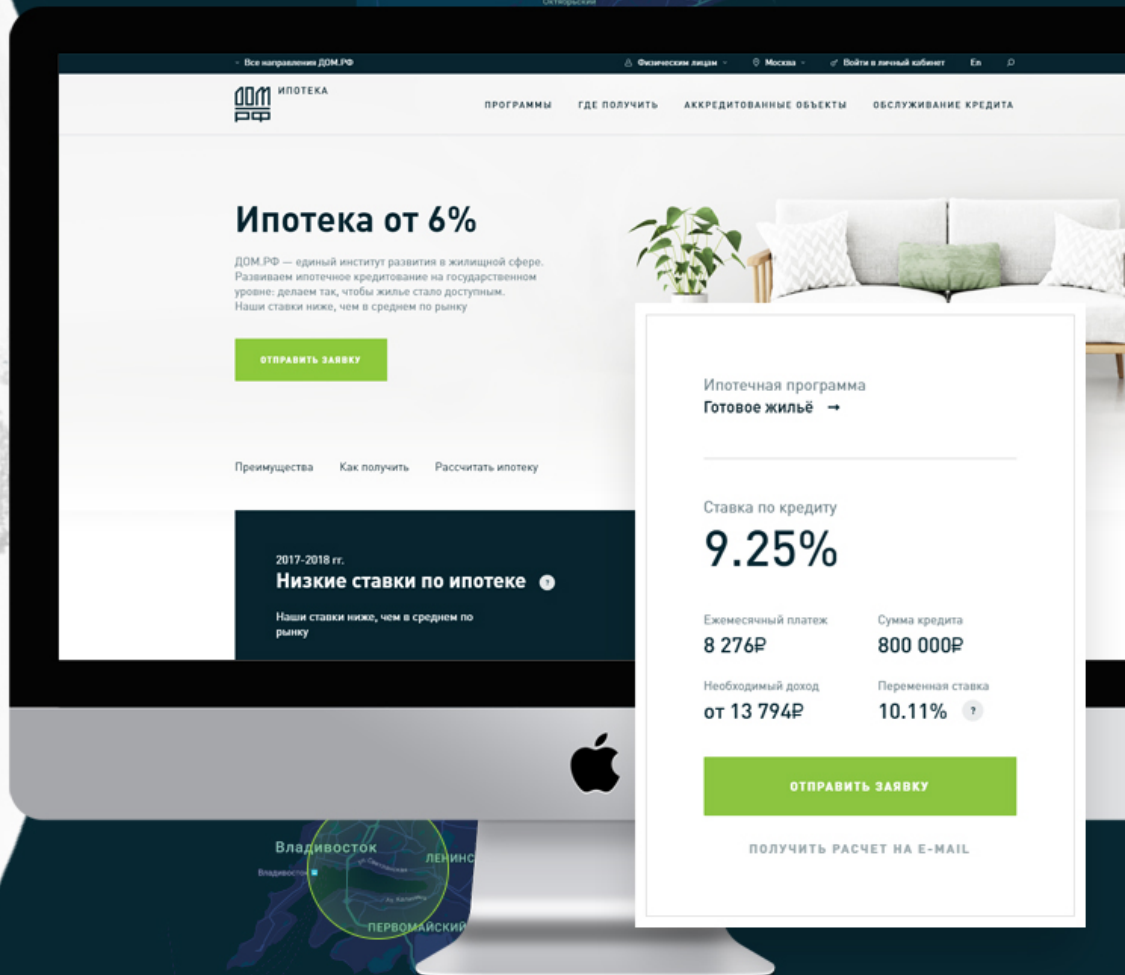 Октябрьский
Все направления ДОМ.РФ
Физическим лицам
Москва
Войти в личный кабинет
En
ДОМ РФ
ИПОТЕКА
ПРОГРАММЫ
ГДЕ ПОЛУЧИТЬ
АККРЕДИТОВАННЫЕ ОБЪЕКТЫ
ОБСЛУЖИВАНИЕ КРЕДИТА
Ипотека от 6%
ДОМ.РФ — единый институт развития в жилищной сфере.
Развиваем ипотечное кредитование на государственном
уровне: делаем так, чтобы жилье стало доступным.
Наши ставки ниже, чем в среднем по рынку
ОТПРАВИТЬ ЗАЯВКУ
Преимущества
Как получить
Рассчитать ипотеку
2017-2018 гг.
Низкие ставки по ипотеке ?
Наши ставки ниже, чем в среднем по
рынку
Ипотечная программа
Готовое жильё →
Ставка по кредиту
9.25%
Ежемесячный платеж
8 276₽
Сумма кредита
800 000₽
Необходимый доход
от 13 794₽
Переменная ставка
10.11% ?
ОТПРАВИТЬ ЗАЯВКУ
ПОЛУЧИТЬ РАСЧЕТ НА E-MAIL
Владивосток
ЛЕНИНС
Владивосток
ул. Светланская
ПЕРВОМАЙСКИЙ